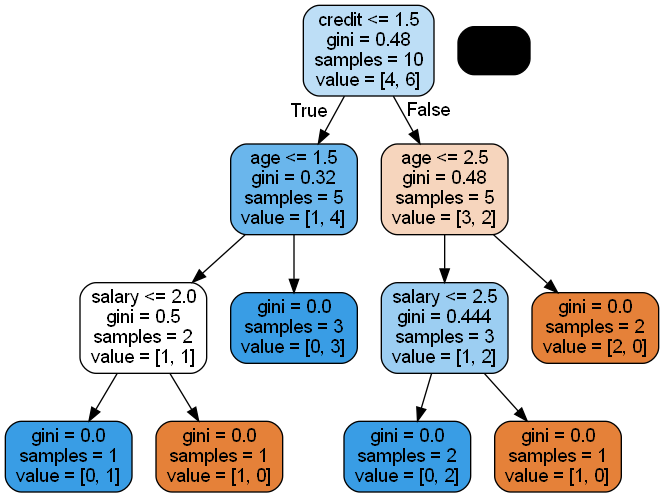 credit <= 1.5
gini = 0.48
samples = 10
value = [4, 6]
True
False
age <= 1.5
gini = 0.32
samples = 5
value = [1, 4]
age <= 2.5
gini = 0.48
samples = 5
value = [3, 2]
salary <= 2.0
gini = 0.5
samples = 2
value = [1, 1]
gini = 0.0
samples = 3
value = [0, 3]
salary <= 2.5
gini = 0.444
samples = 3
value = [1, 2]
gini = 0.0
samples = 2
value = [2, 0]
gini = 0.0
samples = 1
value = [0, 1]
gini = 0.0
samples = 1
value = [1, 0]
gini = 0.0
samples = 2
value = [0, 2]
gini = 0.0
samples = 1
value = [1, 0]